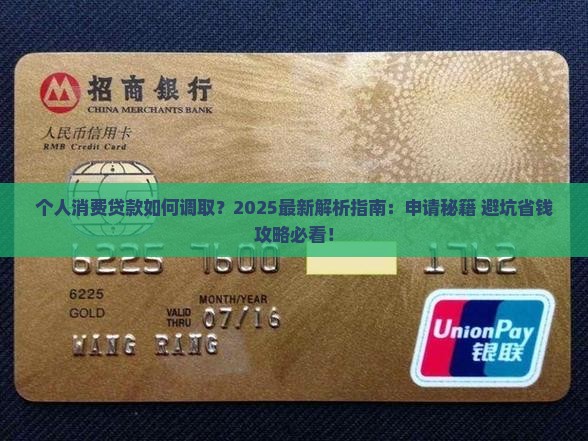 招商銀行
CHINA MERCHANTS BANK
人民币信用卡
RMB Credit Card
个人消费贷款如何调取？2025最新解析指南：申请秘籍 避坑省钱
攻略必看！
6225 7600 1762
6225
MONTH/YEAR
GOLD
VALID THRU 07/16
WANG RANG
UnionPay
银联